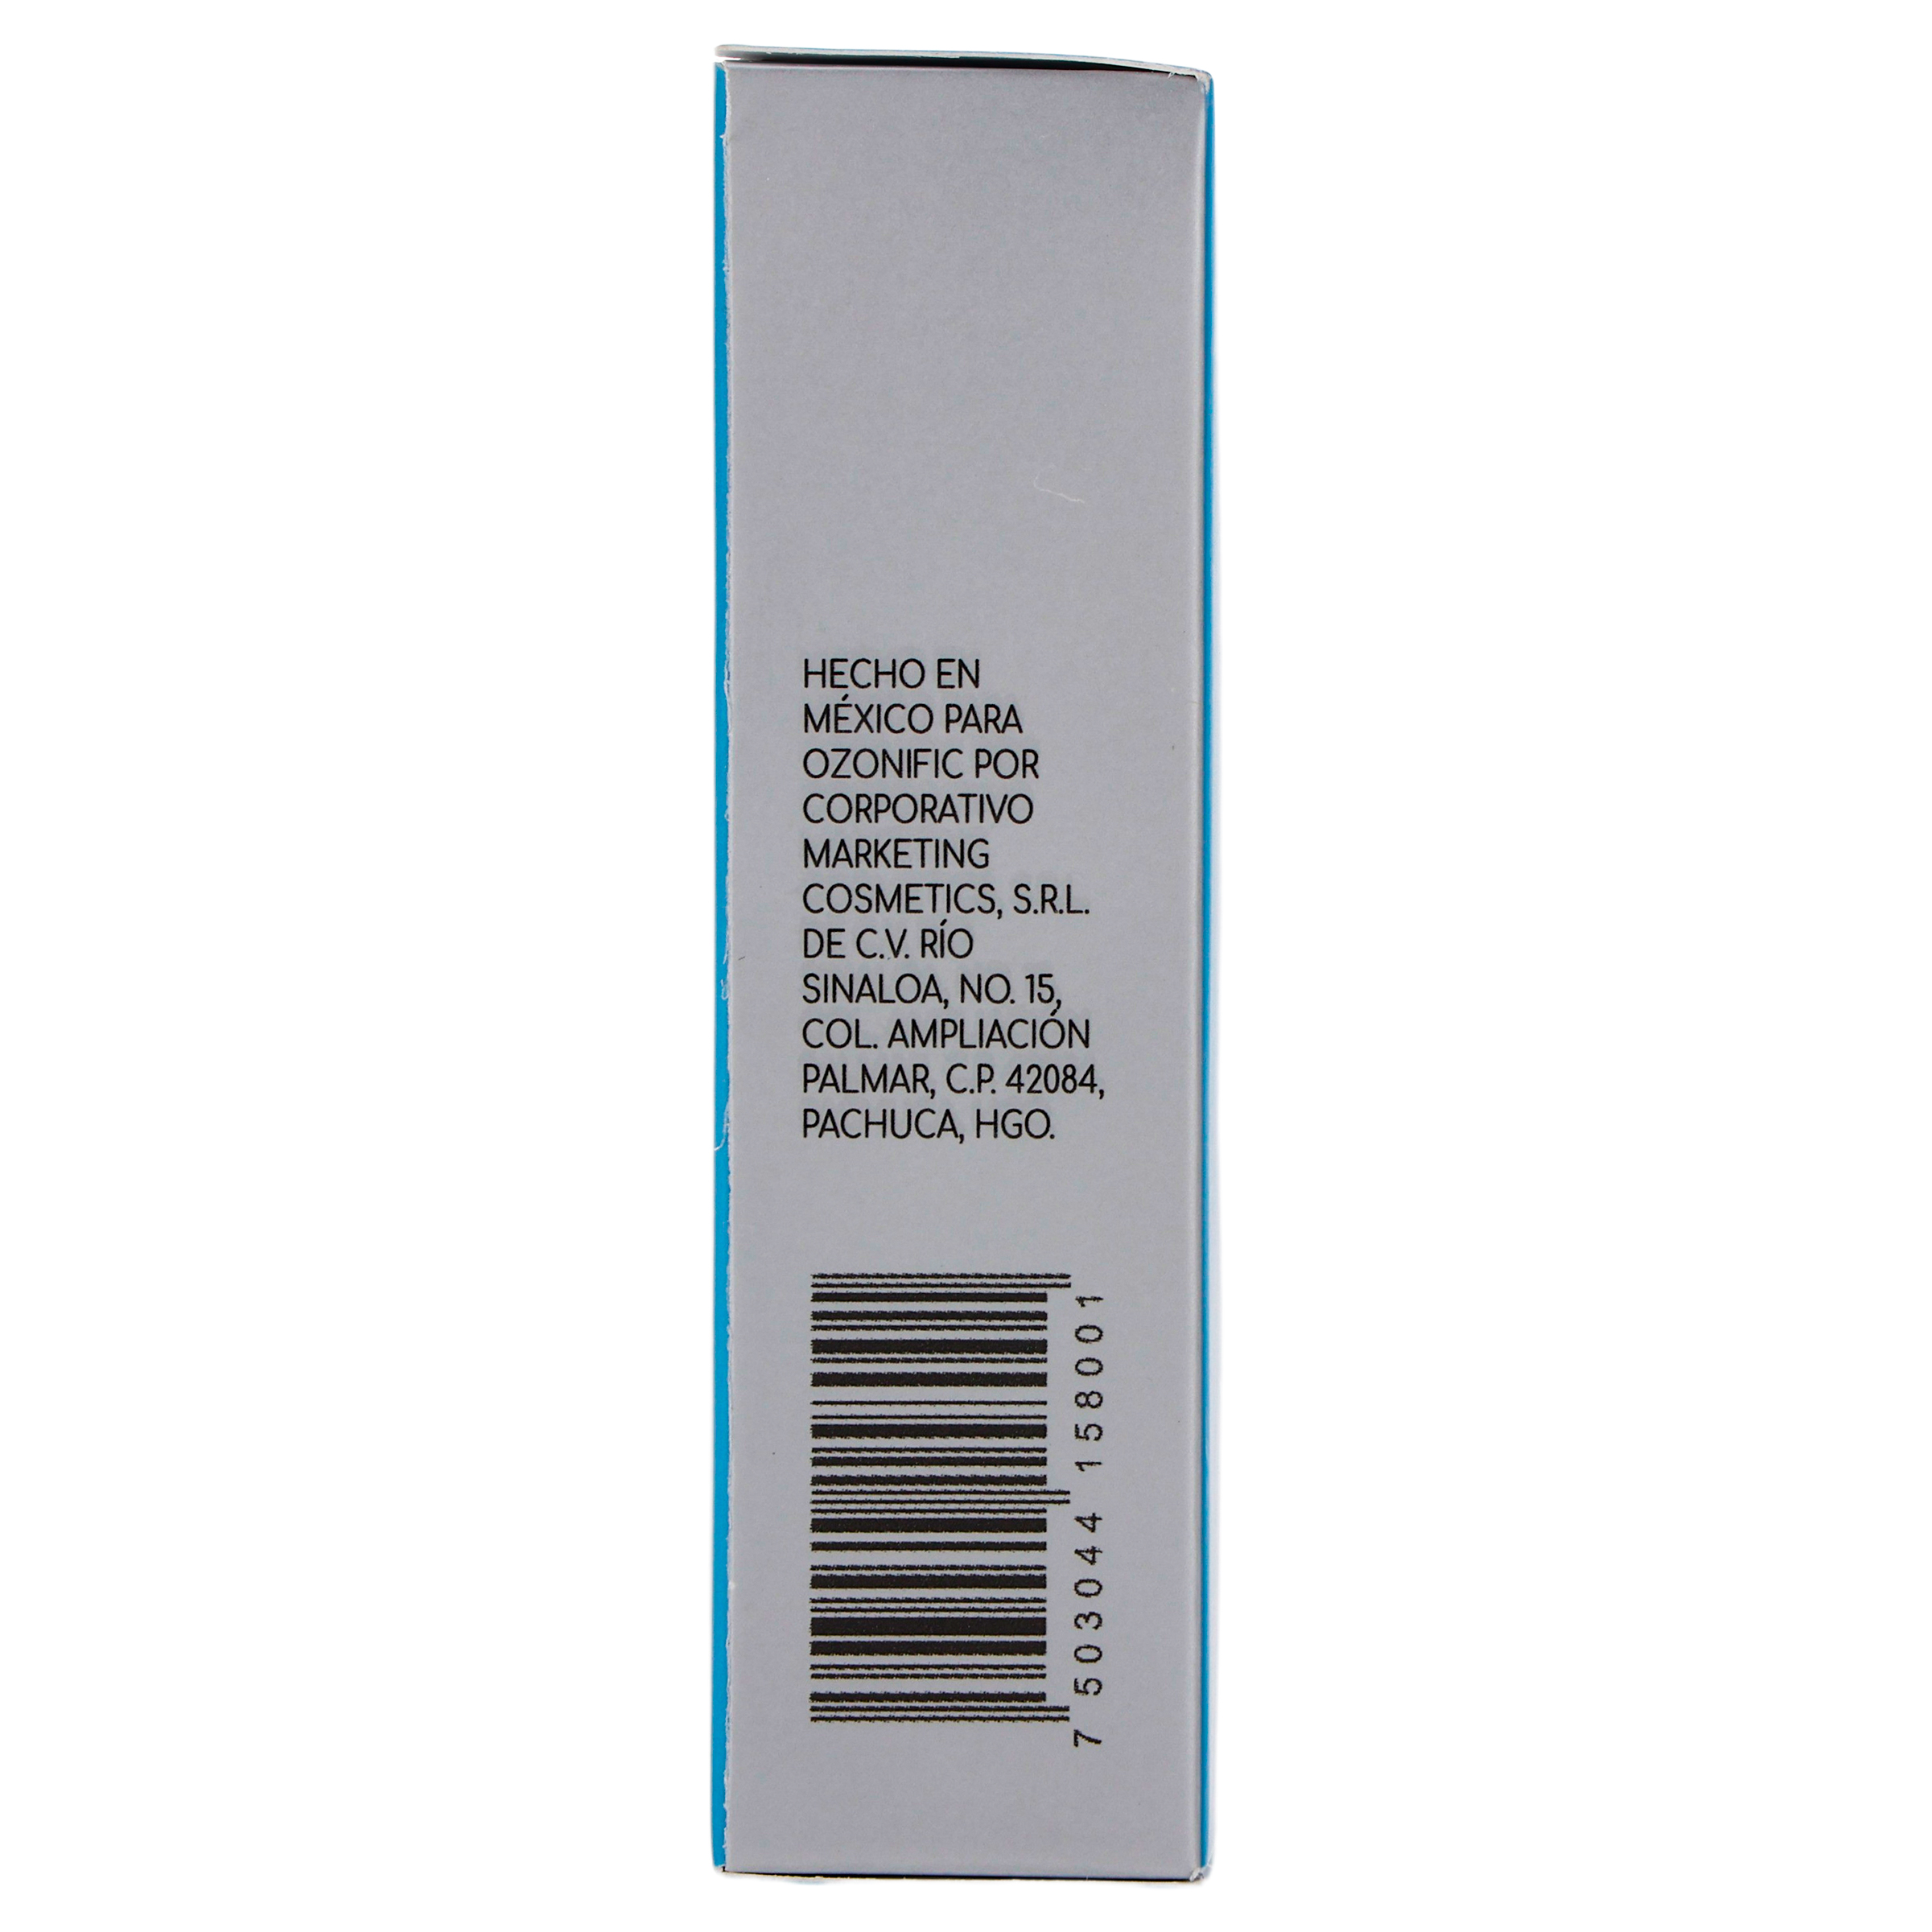 HECHO EN
MÉXICO PARA
OZONIFIC POR
CORPORATIVO
MARKETING
COSMETICS, S.R.L.
DE C.V. RÍO
SINALOA, NO. 15,
COL. AMPLIACIÓN
PALMAR, C.P. 42084,
PACHUCA, HGO.
7 503044 158001